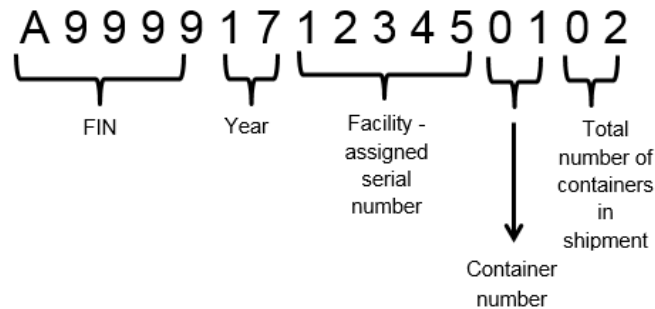 A 9 9 9 9 1 7 1 2 3 4 5 0 1 0 2
FIN
Year
Facility -
assigned
serial
number
Total
number of
containers
in
shipment
Container
number